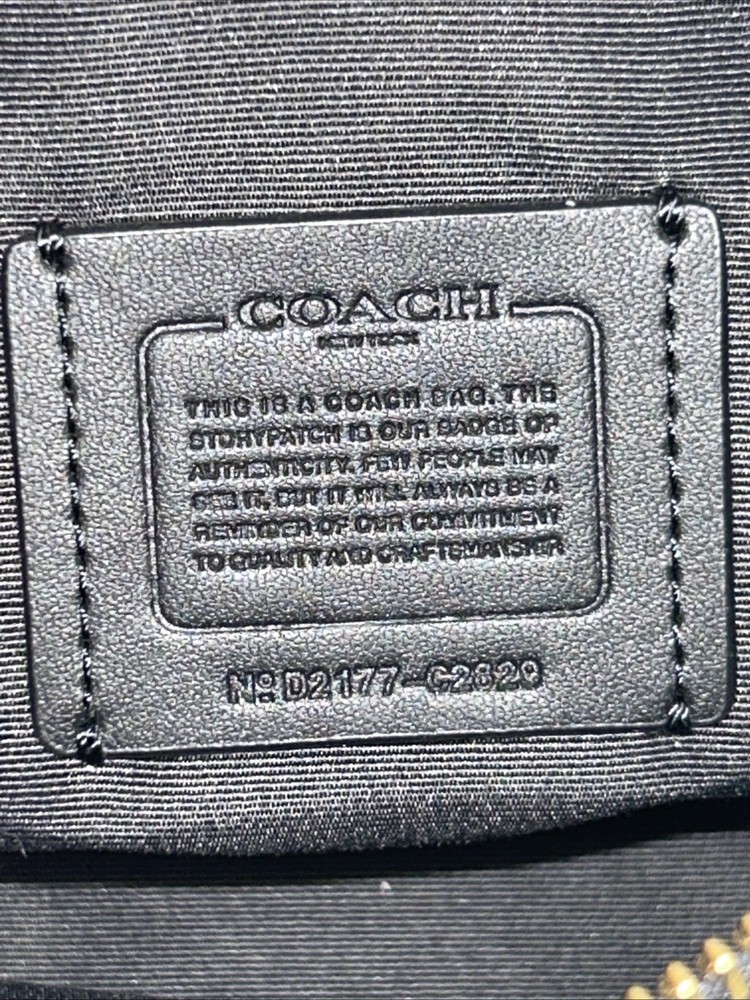 COACH
NEW YORK
THIS IS A COACH BAG. THE
STORYPATCH IS OUR BADGE OF
AUTHENTICITY. FEW PEOPLE MAY
SEE IT, BUT IT WILL ALWAYS BE A
REMINDER OF OUR COMMITMENT
TO QUALITY AND CRAFTSMANSHIP
Nº D2177-